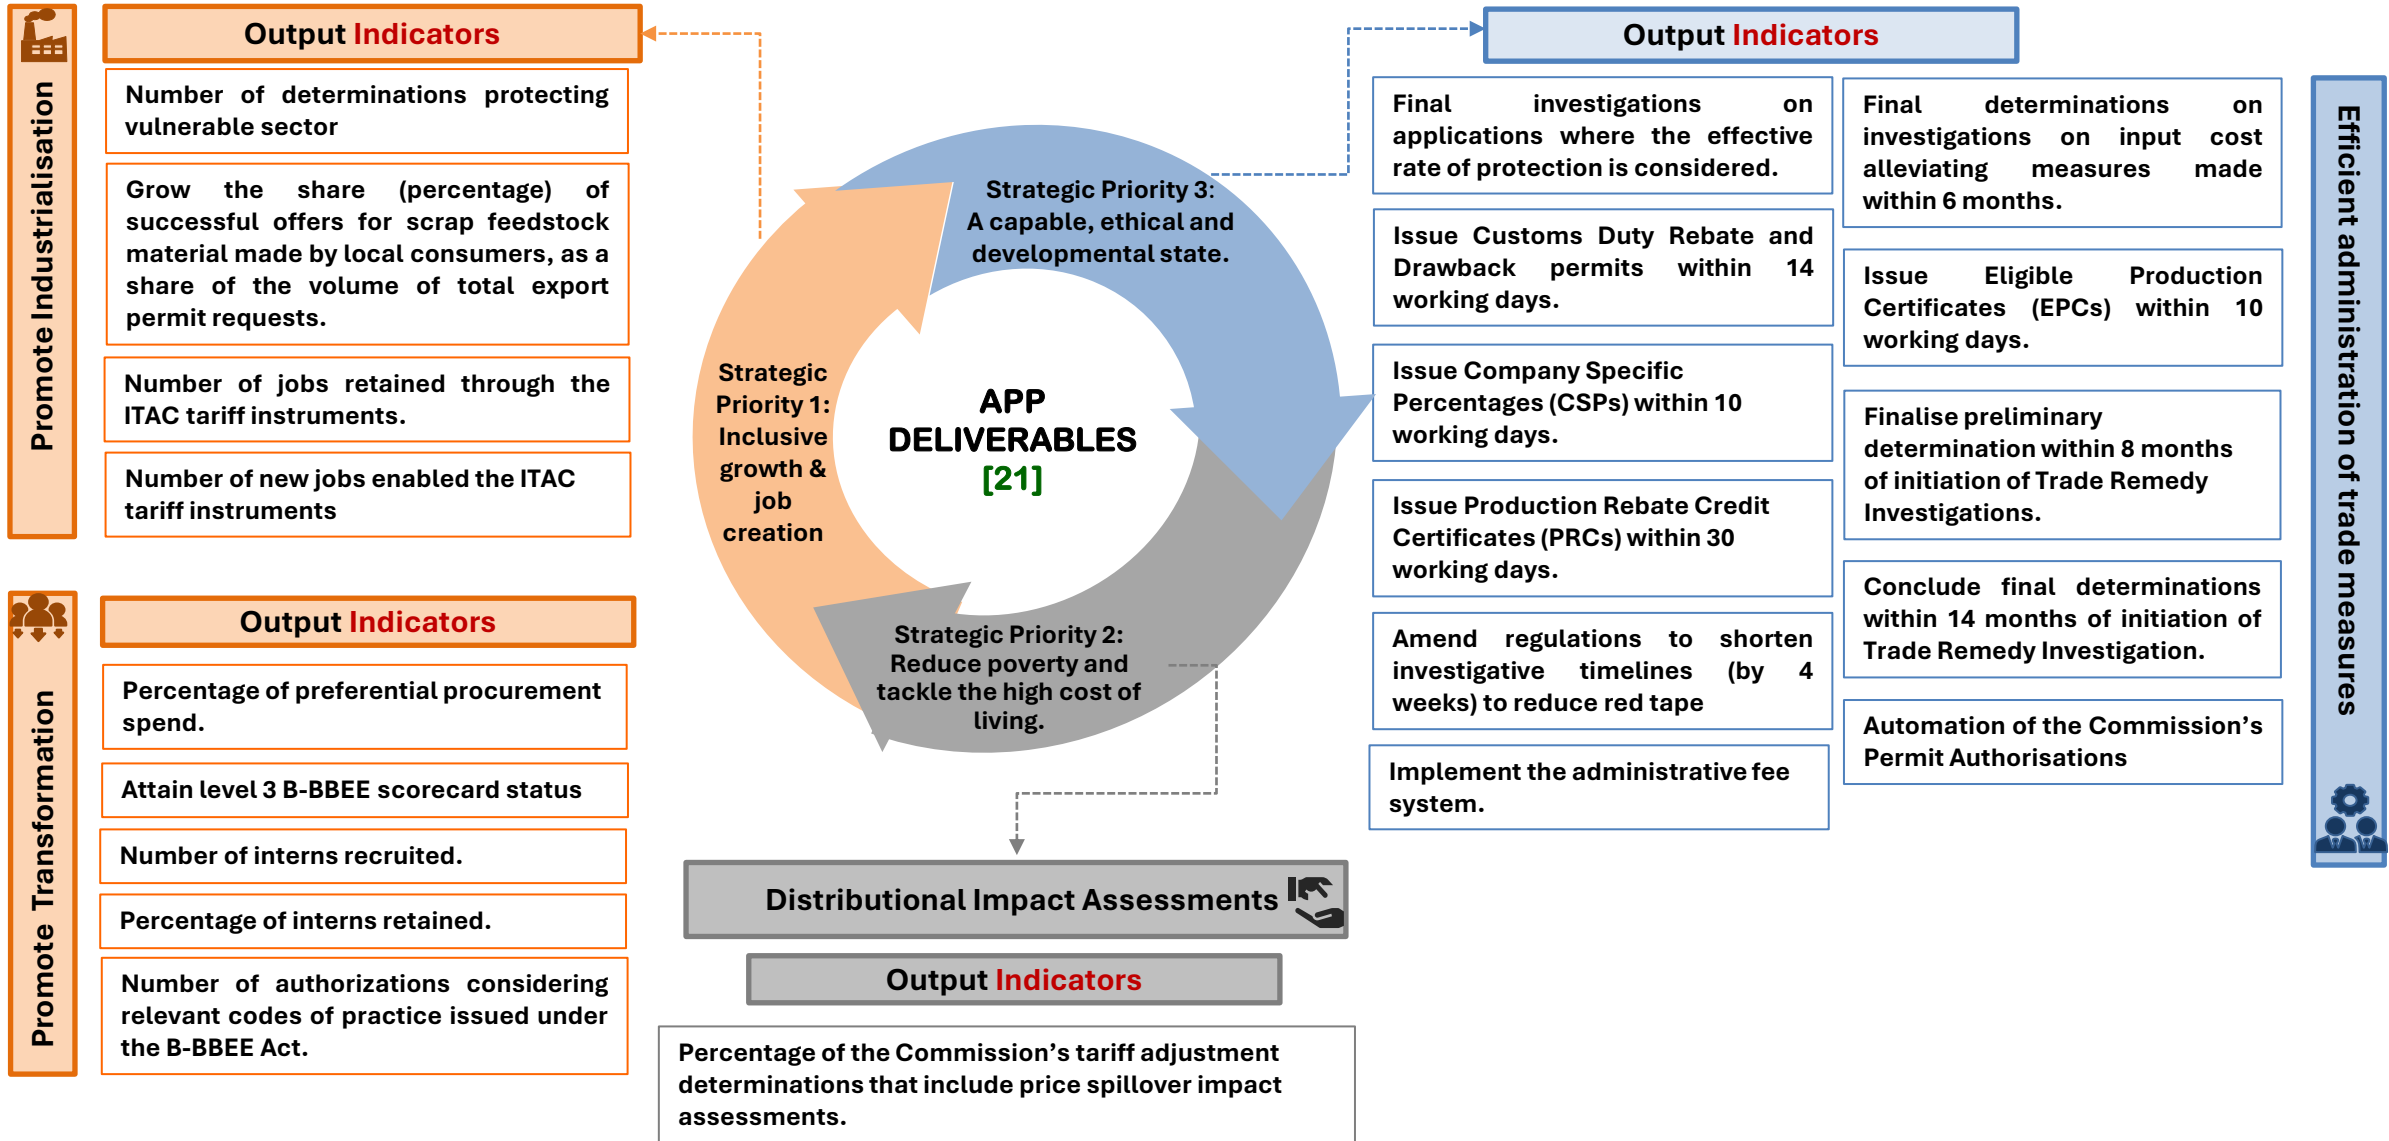 Promote Industrialisation
Output Indicators
Number of determinations protecting
vulnerable sector
Grow the share (percentage) of
successful offers for scrap feedstock
material made by local consumers, as a
share of the volume of total export
permit requests.
Number of jobs retained through the
ITAC tariff instruments.
Number of new jobs enabled the ITAC
tariff instruments
Promote Transformation
Output Indicators
Percentage of preferential procurement
spend.
Attain level 3 B-BBEE scorecard status
Number of interns recruited.
Percentage of interns retained.
Number of authorizations considering
relevant codes of practice issued under
the B-BBEE Act.
Strategic
Priority 1:
Inclusive
growth &
job
creation
APP
DELIVERABLES
[21]
Strategic Priority 3:
A capable, ethical and
developmental state.
Strategic Priority 2:
Reduce poverty and
tackle the high cost of
living.
Distributional Impact Assessments
Output Indicators
Percentage of the Commission's tariff adjustment
determinations that include price spillover impact
assessments.
Output Indicators
Final investigations on
applications where the effective
rate of protection is considered.
Issue Customs Duty Rebate and
Drawback permits within 14
working days.
Issue Company Specific
Percentages (CSPs) within 10
working days.
Issue Production Rebate Credit
Certificates (PRCs) within 30
working days.
Amend regulations to shorten
investigative timelines (by 4
weeks) to reduce red tape
Implement the administrative fee
system.
Final determinations on
investigations on input cost
alleviating measures made
within 6 months.
Issue Eligible Production
Certificates (EPCs) within 10
working days.
Finalise preliminary
determination within 8 months
of initiation of Trade Remedy
Investigations.
Conclude final determinations
within 14 months of initiation of
Trade Remedy Investigation.
Automation of the Commission's
Permit Authorisations
Efficient administration of trade measures